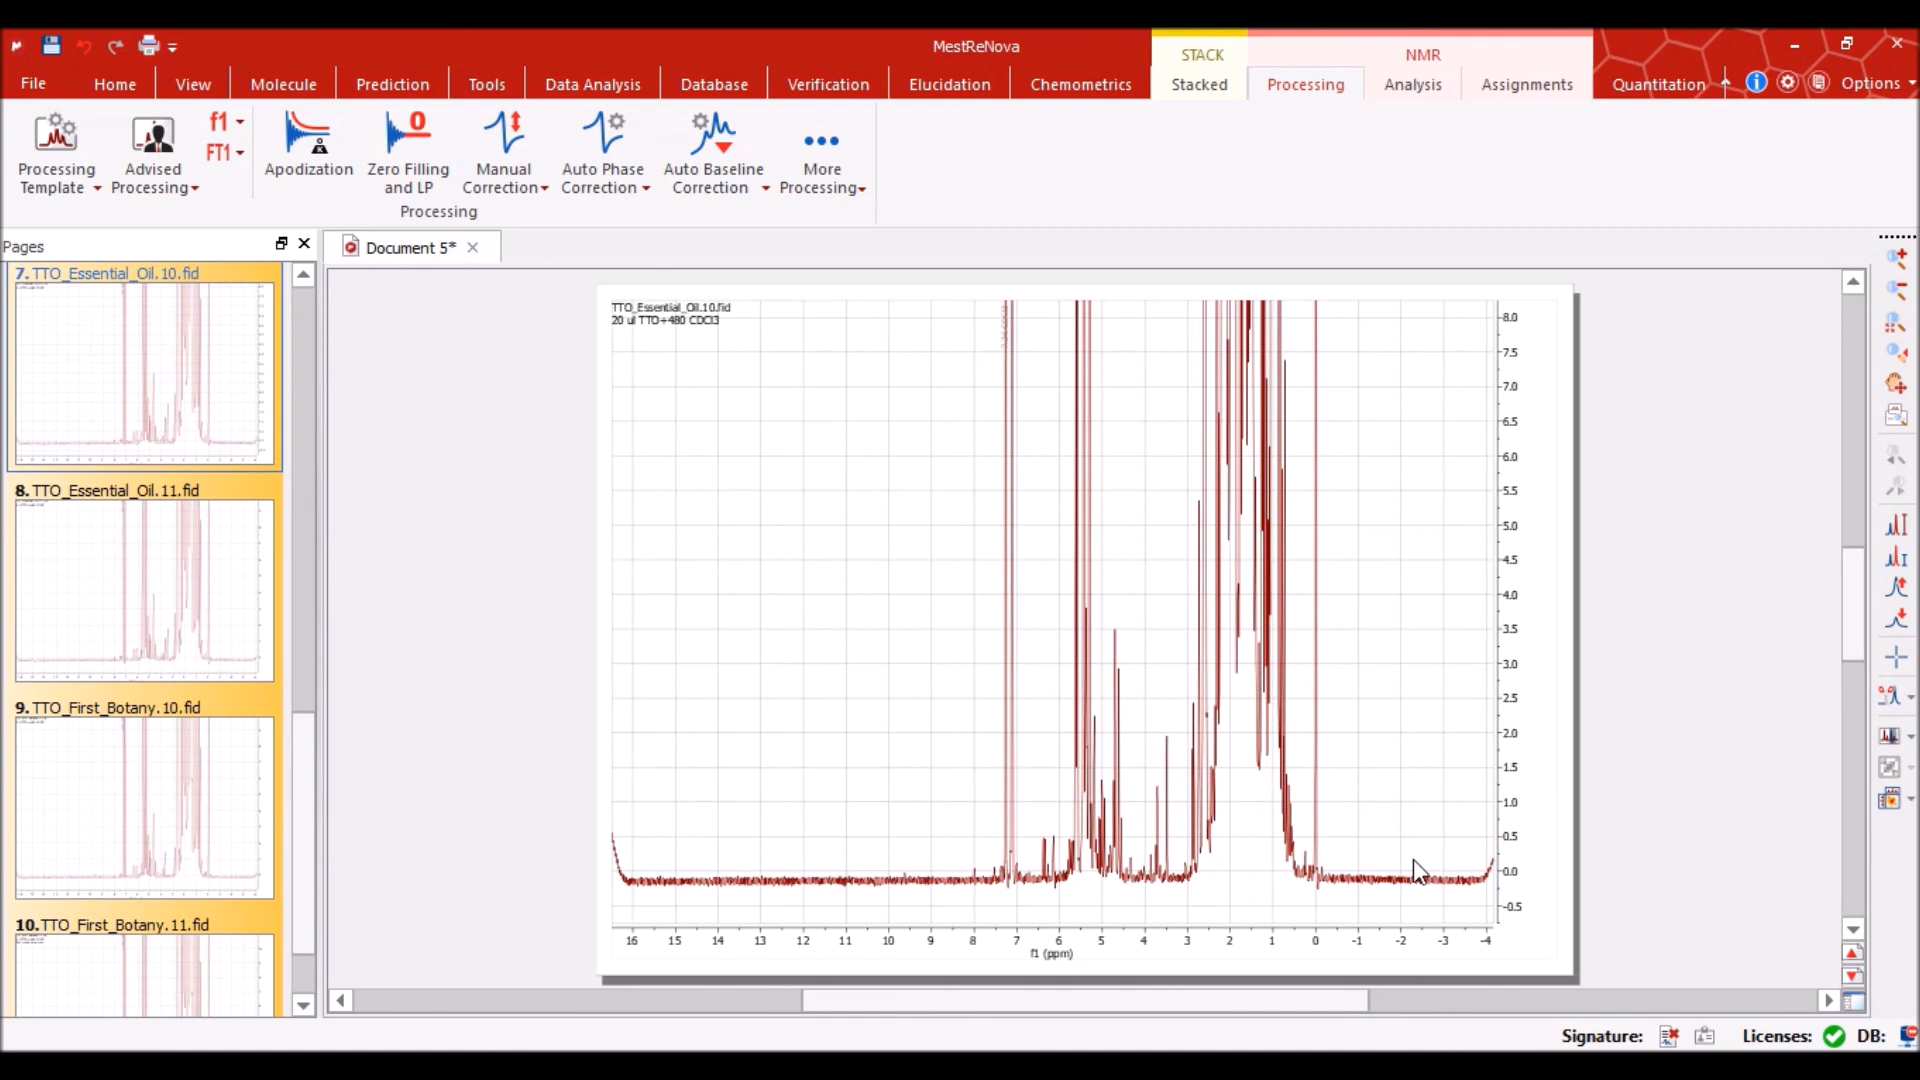 MestReNova
STACK
NMR
File
Home
View
Molecule
Prediction
Tools
Data Analysis
Database
Verification
Elucidation
Chemometrics
Stacked
Processing
Analysis
Assignments
Quantitation
Options
f1
FT1
Processing
Template
Advised
Processing
Apodization
Zero Filling
and LP
Manual
Correction
Auto Phase
Correction
Auto Baseline
Correction
More
Processing
Processing
Pages
Document 5*
7. TTO_Essential_Oil.10.fid
8. TTO_Essential_Oil.11.fid
9. TTO_First_Botany.10.fid
10. TTO_First_Botany.11.fid
TTO_Essential_Oil.10.fid
20 ul TTO+480 CDCl3
8.0
7.5
7.0
6.5
6.0
5.5
5.0
4.5
4.0
3.5
3.0
2.5
2.0
1.5
1.0
0.5
0.0
-0.5
16 15 14 13 12 11 10 9 8 7 6 5 4 3 2 1 0 -1 -2 -3 -4
f1 (ppm)
Signature:
Licenses:
DB: